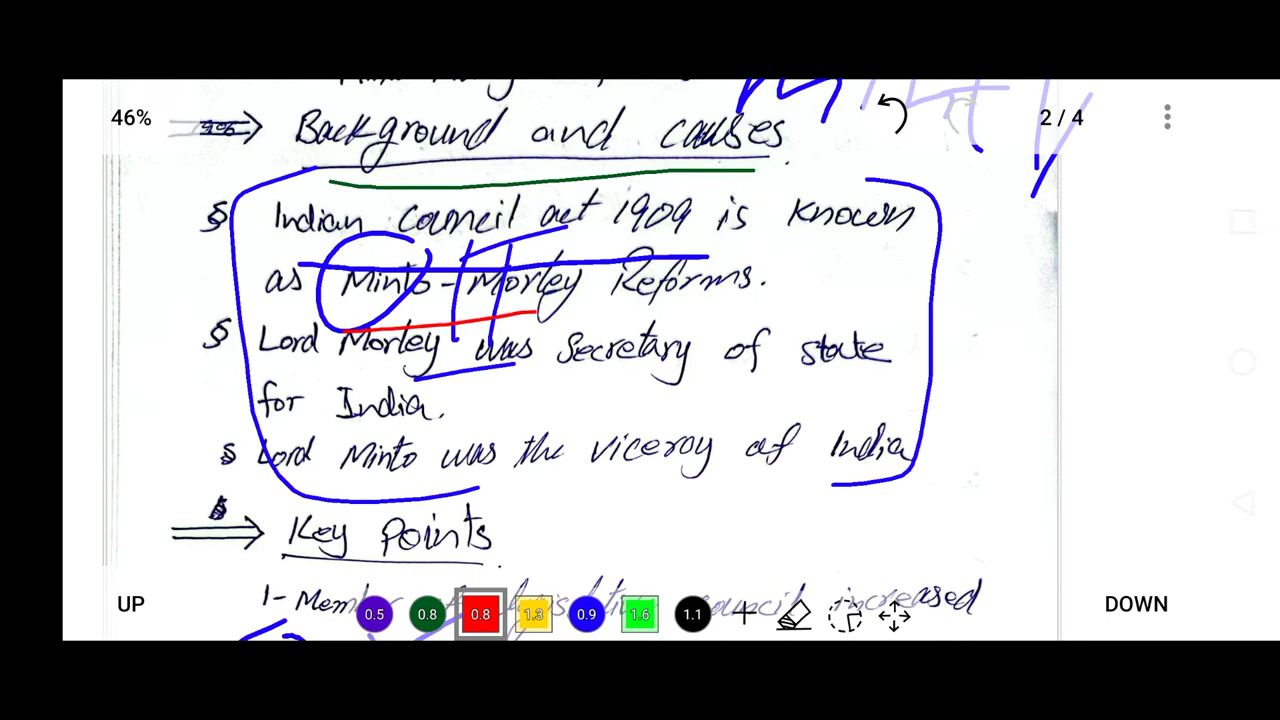 46%
2/4
Background and causes
§ Indian Council act 1909 is known
as Minto-Morley Reforms.
§ Lord Morley was Secretary of state
for India.
§ Lord Minto was the viceroy of India
Key Points
1- Member council increased
UP
0.5 0.8 0.8 1.3 0.9 1.6 1.1
DOWN